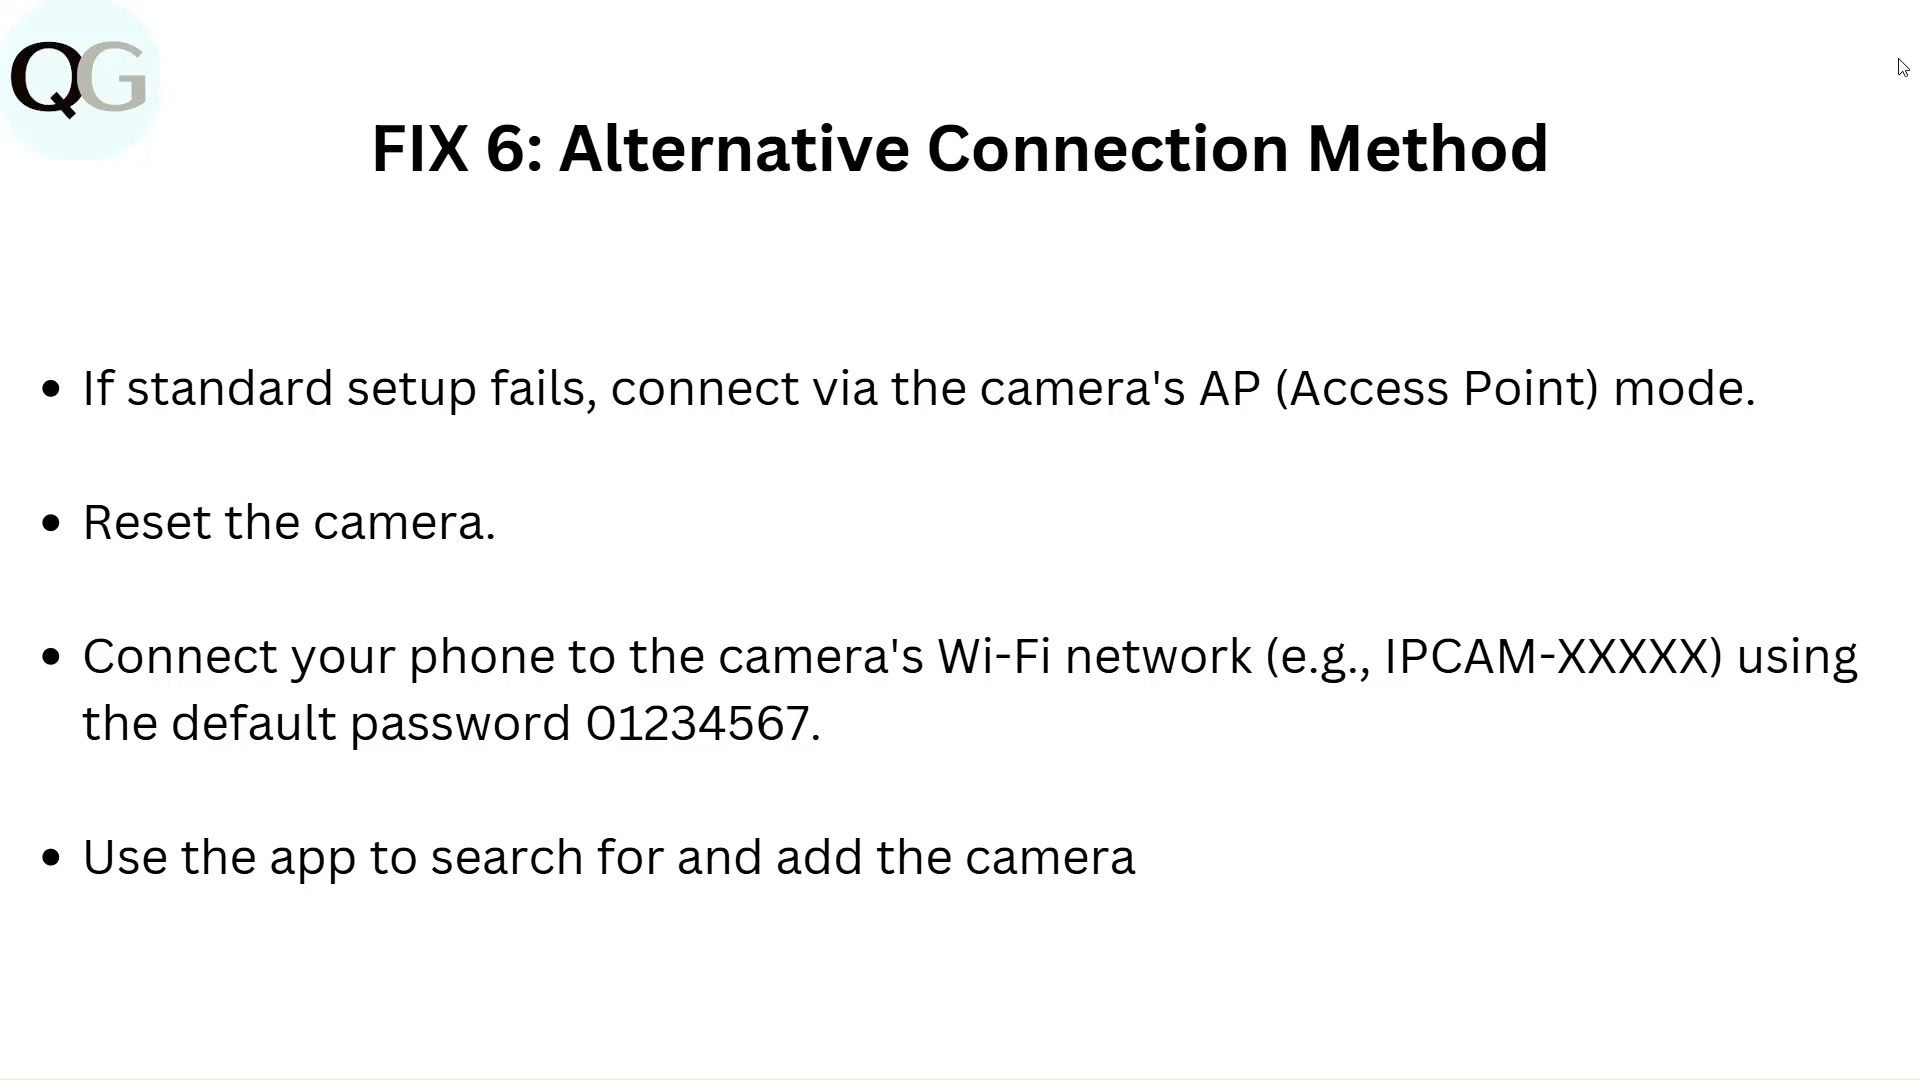 QG
FIX 6: Alternative Connection Method
• If standard setup fails, connect via the camera's AP (Access Point) mode.
• Reset the camera.
• Connect your phone to the camera's Wi-Fi network (e.g., IPCAM-XXXXX) using
the default password 01234567.
• Use the app to search for and add the camera